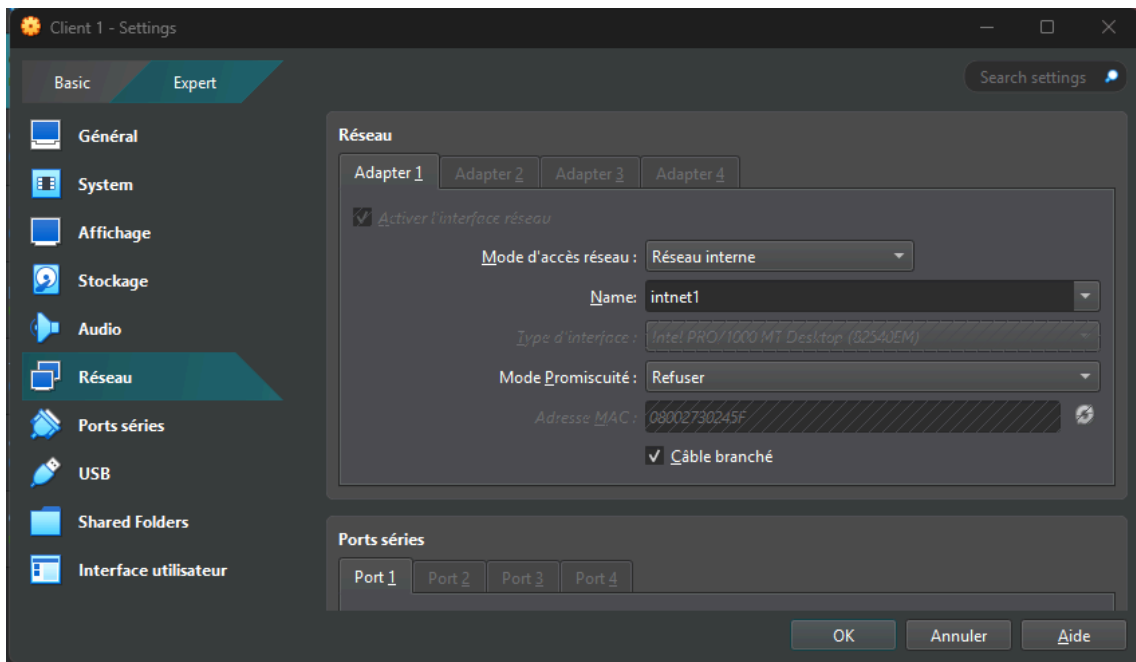 Client 1 - Settings
Basic
Expert
Search settings
Général
System
Affichage
Stockage
Audio
Réseau
Ports séries
USB
Shared Folders
Interface utilisateur
Réseau
Adapter 1
Adapter 2
Adapter 3
Adapter 4
Activer l'interface réseau
Mode d'accès réseau : Réseau interne
Name: intnet1
Type d'interface : Intel PRO/1000 MT Desktop (82540EM)
Mode Promiscuité : Refuser
Adresse MAC : 08002730245F
Câble branché
Ports séries
Port 1
Port 2
Port 3
Port 4
OK
Annuler
Aide